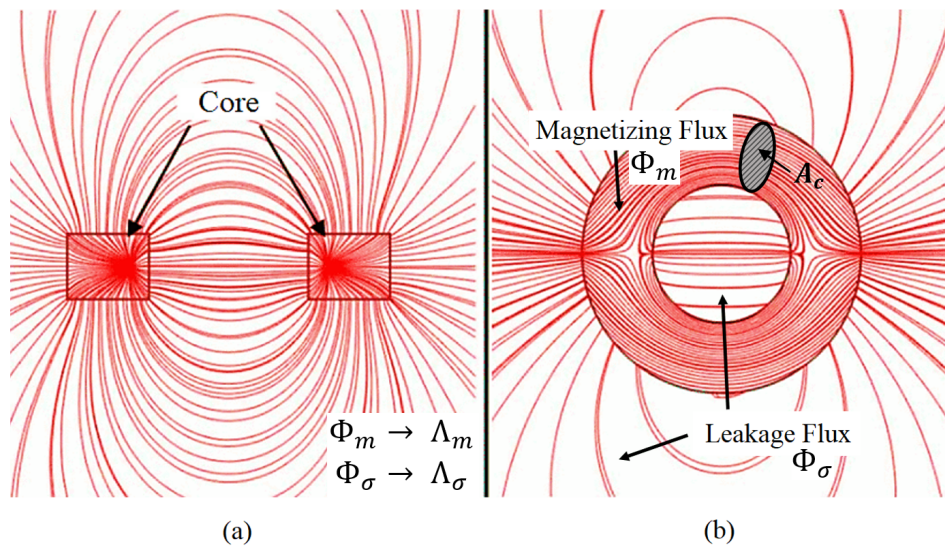 Core
Φm → Λm
Φσ → Λσ
(a)
Magnetizing Flux
Φm
Ac
Leakage Flux
Φσ
(b)